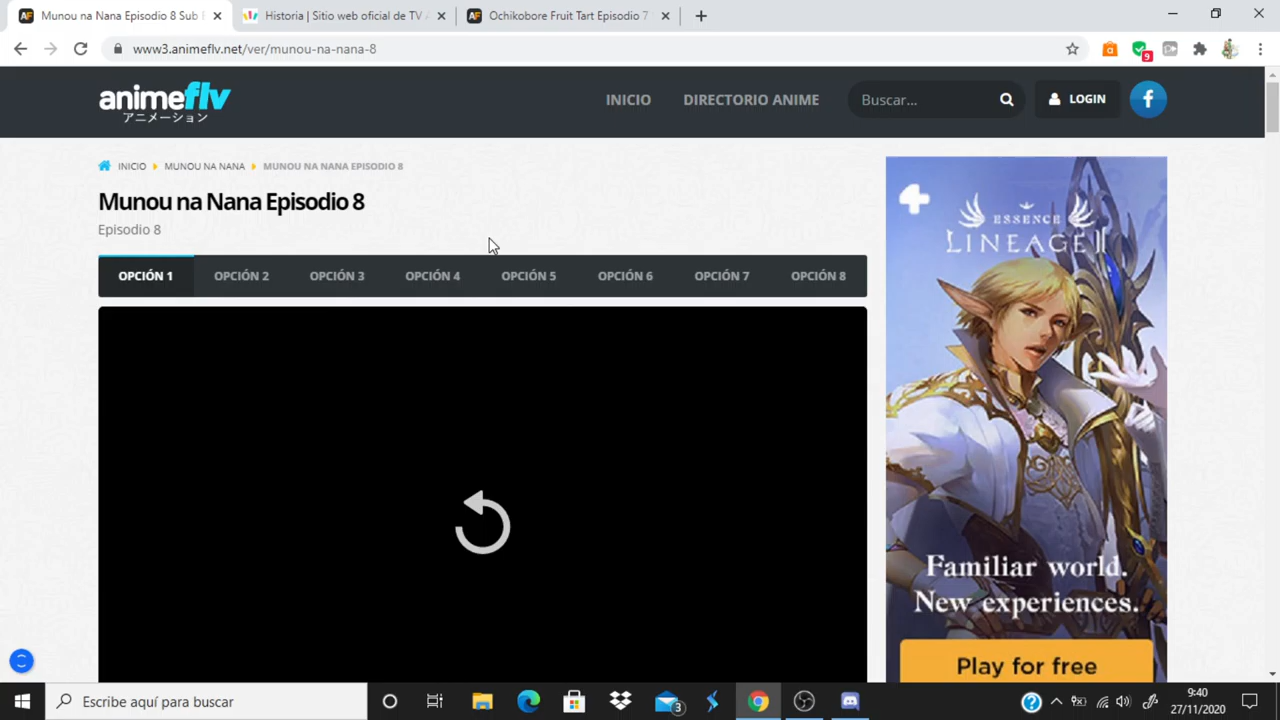 Munou na Nana Episodio 8 Sub
Historia | Sitio web oficial de TV A
Ochikobore Fruit Tart Episodio 7
www3.animeflv.net/ver/munou-na-nana-8
9
animeflv
アニメーション
INICIO
DIRECTORIO ANIME
Buscar...
LOGIN
INICIO
MUNOU NA NANA
MUNOU NA NANA EPISODIO 8
Munou na Nana Episodio 8
Episodio 8
OPCIÓN 1
OPCIÓN 2
OPCIÓN 3
OPCIÓN 4
OPCIÓN 5
OPCIÓN 6
OPCIÓN 7
OPCIÓN 8
ESSENCE
LINEAGE II
Familiar world.
New experiences.
Play for free
Escribe aquí para buscar
3
9:40
27/11/2020